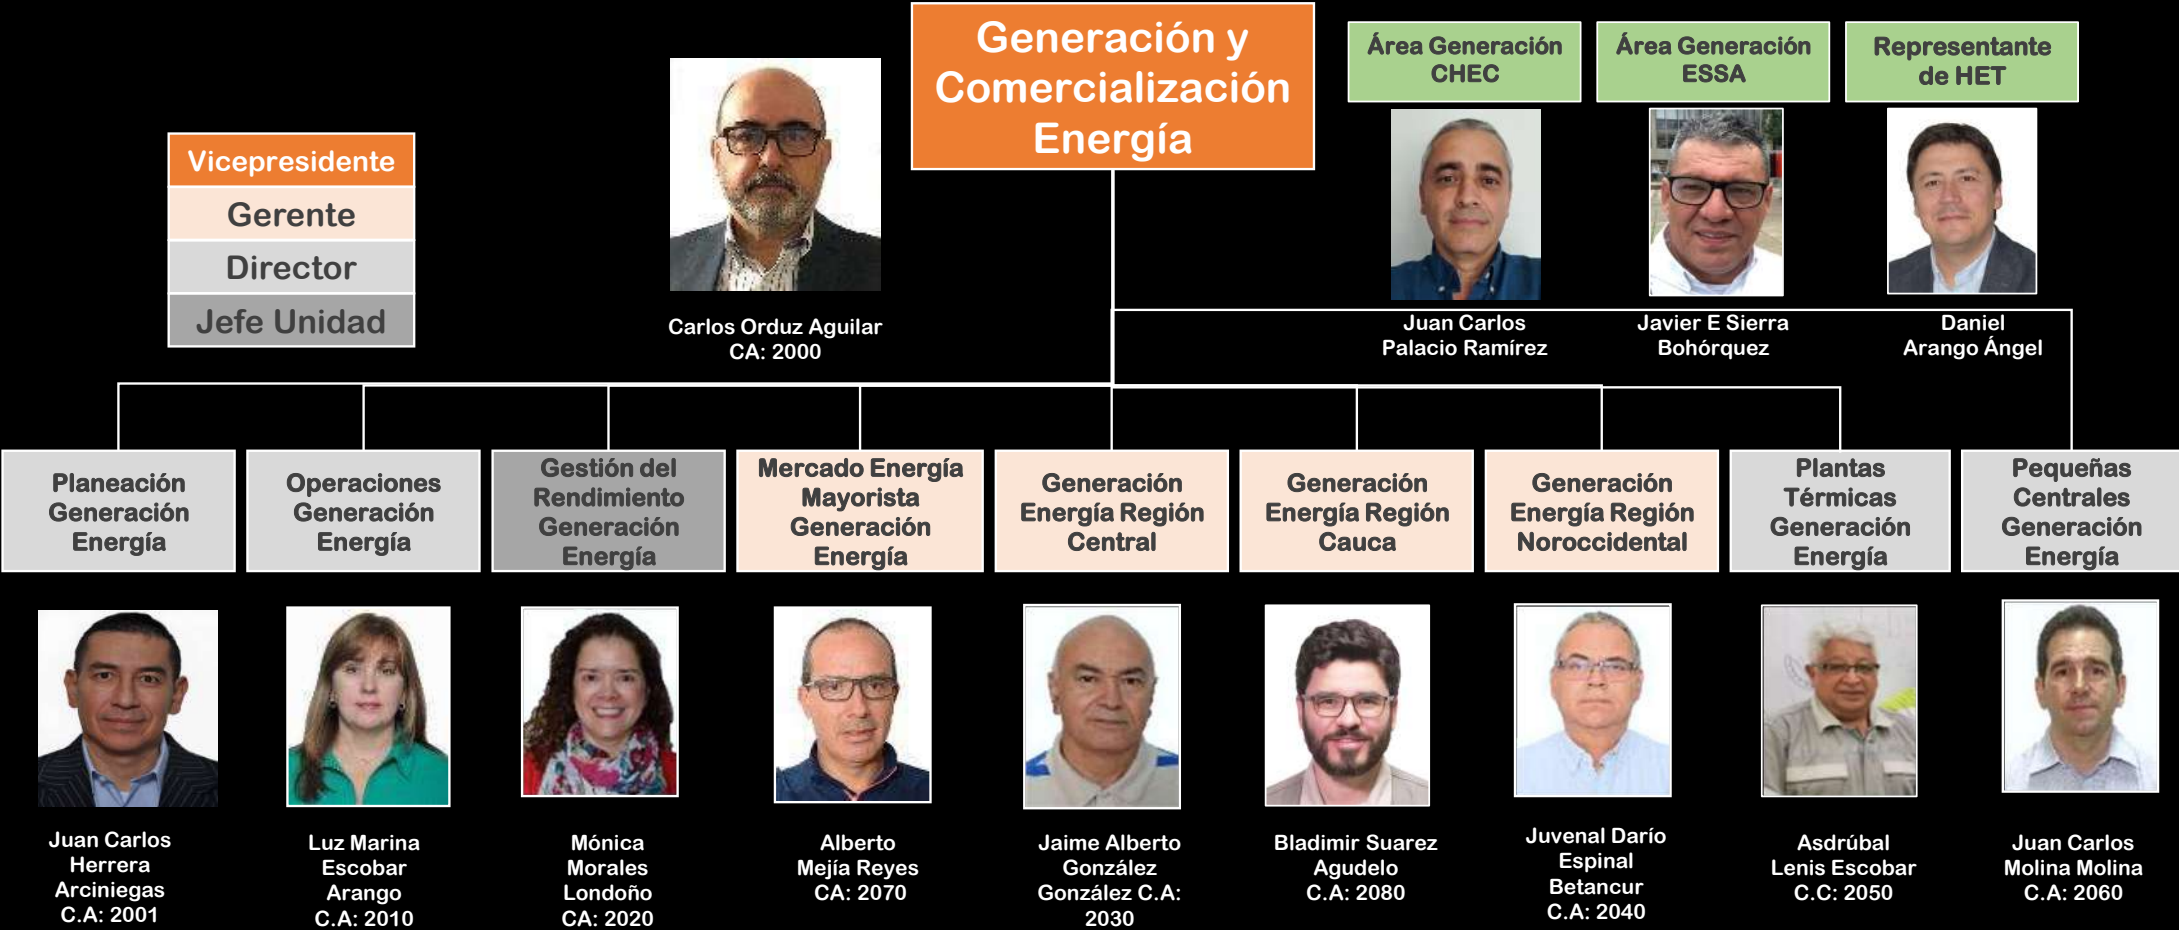 Generación y
Comercialización
Energía
Área Generación
CHEC
Área Generación
ESSA
Representante
de HET
Vicepresidente
Gerente
Director
Jefe Unidad
Carlos Orduz Aguilar
CA: 2000
Juan Carlos
Palacio Ramírez
Javier E Sierra
Bohórquez
Daniel
Arango Ángel
Planeación
Generación
Energía
Operaciones
Generación
Energía
Gestión del
Rendimiento
Generación
Energía
Mercado Energía
Mayorista
Generación
Energía
Generación
Energía Región
Central
Generación
Energía Región
Cauca
Generación
Energía Región
Noroccidental
Plantas
Térmicas
Generación
Energía
Pequeñas
Centrales
Generación
Energía
Juan Carlos
Herrera
Arciniegas
C.A: 2001
Luz Marina
Escobar
Arango
C.A: 2010
Mónica
Morales
Londoño
CA: 2020
Alberto
Mejía Reyes
CA: 2070
Jaime Alberto
González
González C.A:
2030
Bladimir Suarez
Agudelo
C.A: 2080
Juvenal Darío
Espinal
Betancur
C.A: 2040
Asdrúbal
Lenis Escobar
C.C: 2050
Juan Carlos
Molina Molina
C.A: 2060